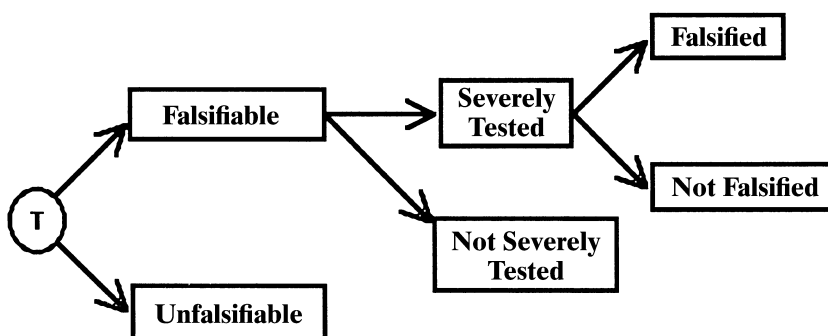 Falsified
Falsifiable
Severely
Tested
Not Falsified
T
Not Severely
Tested
Unfalsifiable